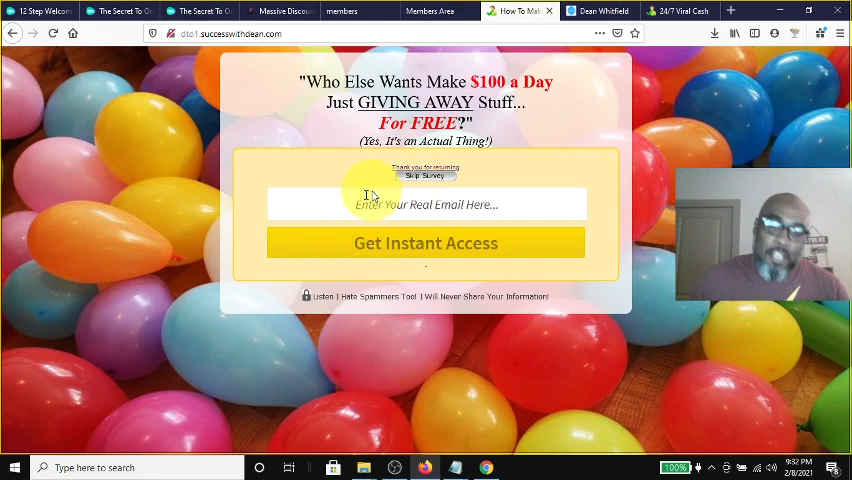 12 Step Welcom
The Secret To On
The Secret To On
Massive Discoun
members
Members Area
How To Mak
Dean Whitfield
24/7 Viral Cash
dto1.successwithdean.com
"Who Else Wants Make $100 a Day
Just GIVING AWAY Stuff...
For FREE?"
(Yes, It's an Actual Thing!)
Thank you for returning
Skip Survey
Enter Your Real Email Here...
Get Instant Access
-
Listen I Hate Spammers Too! I Will Never Share Your Information!
Type here to search
100%
9:32 PM
2/8/2021
8